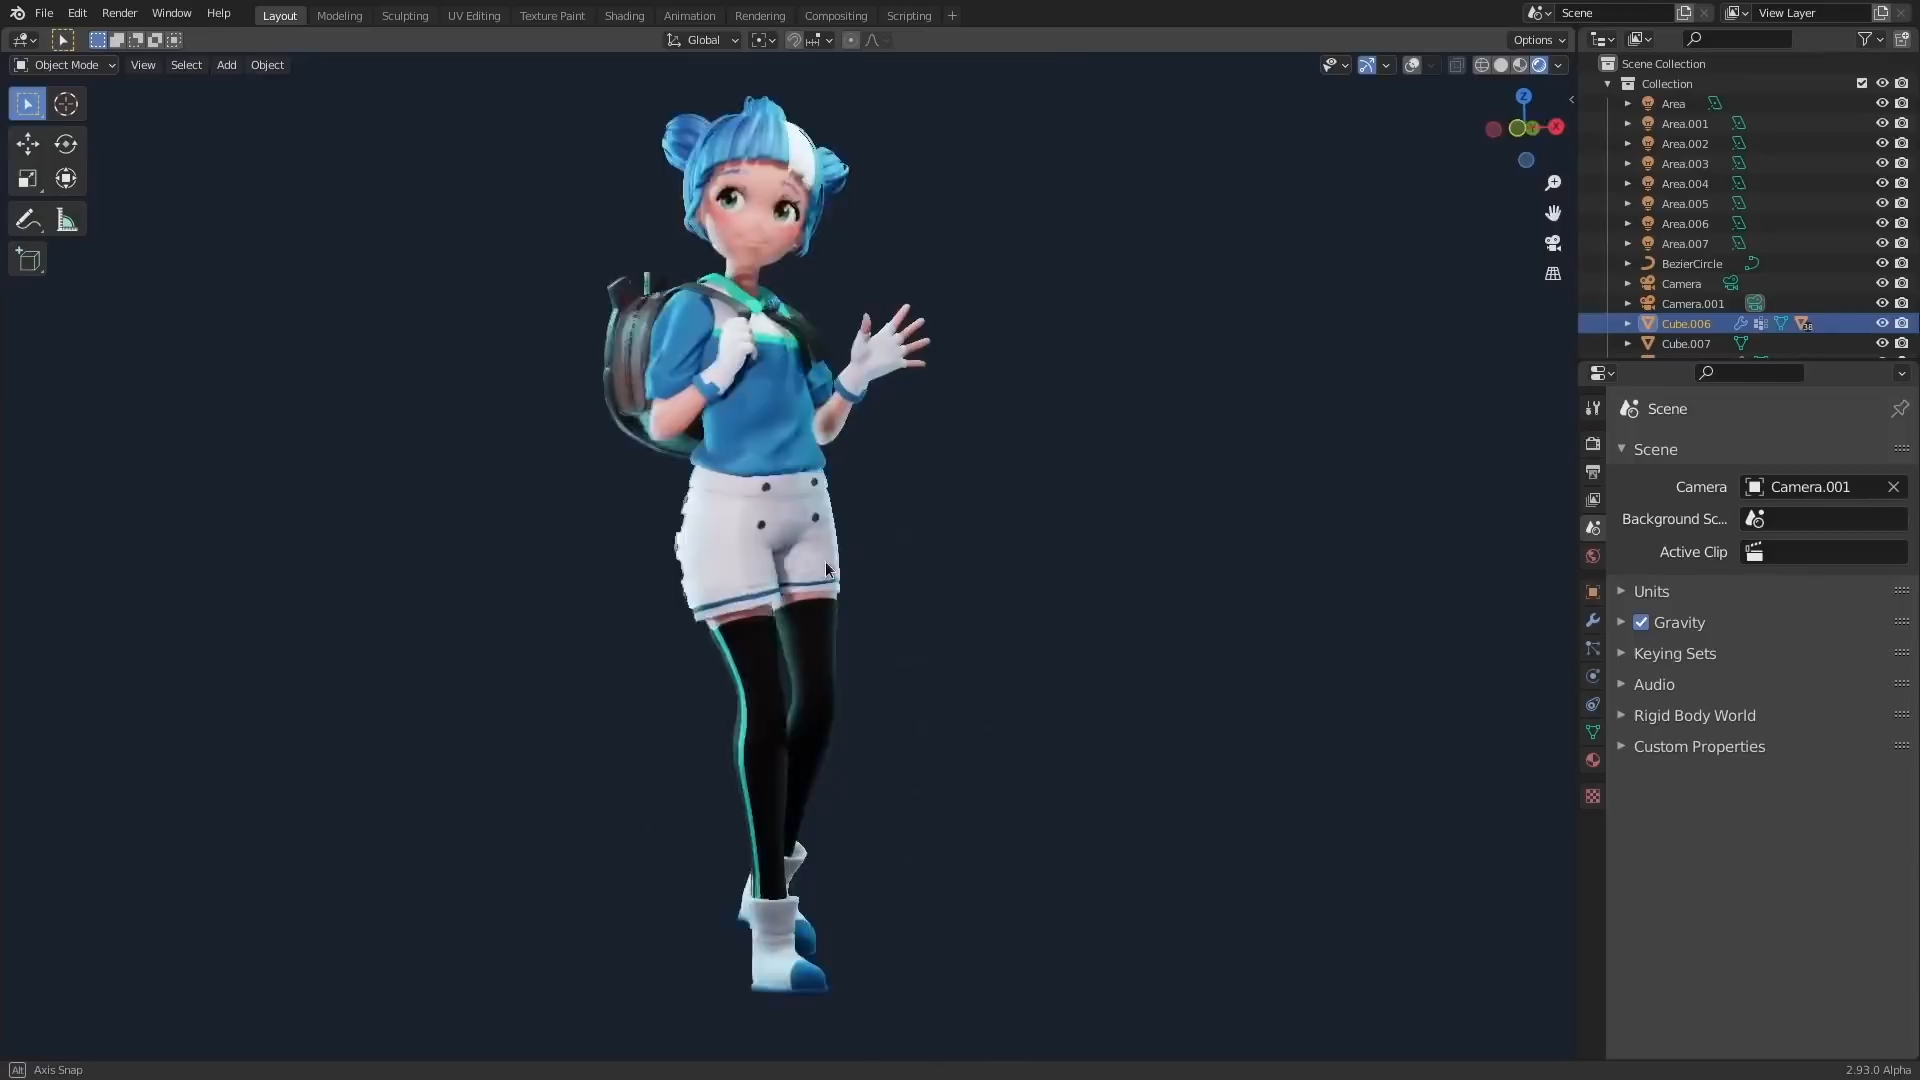 File Edit Render Window Help Layout Modeling Sculpting UV Editing Texture Paint Shading Animation Rendering Compositing Scripting + Scene View Layer
Global Options
Object Mode View Select Add Object
Z
Y
X
Scene Collection
Collection
Area
Area.001
Area.002
Area.003
Area.004
Area.005
Area.006
Area.007
BezierCircle
Camera
Camera.001
Cube.006 38
Cube.007
Scene
Scene
Camera Camera.001
Background Sc...
Active Clip
Units
Gravity
Keying Sets
Audio
Rigid Body World
Custom Properties
Alt Axis Snap 2.93.0 Alpha